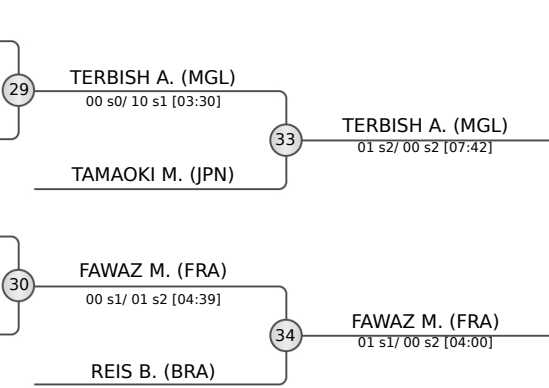 TERBISH A. (MGL)
29
00 s0/ 10 s1 [03:30]
TERBISH A. (MGL)
33
01 s2/ 00 s2 [07:42]
TAMAOKI M. (JPN)
FAWAZ M. (FRA)
30
00 s1/ 01 s2 [04:39]
FAWAZ M. (FRA)
34
01 s1/ 00 s2 [04:00]
REIS B. (BRA)